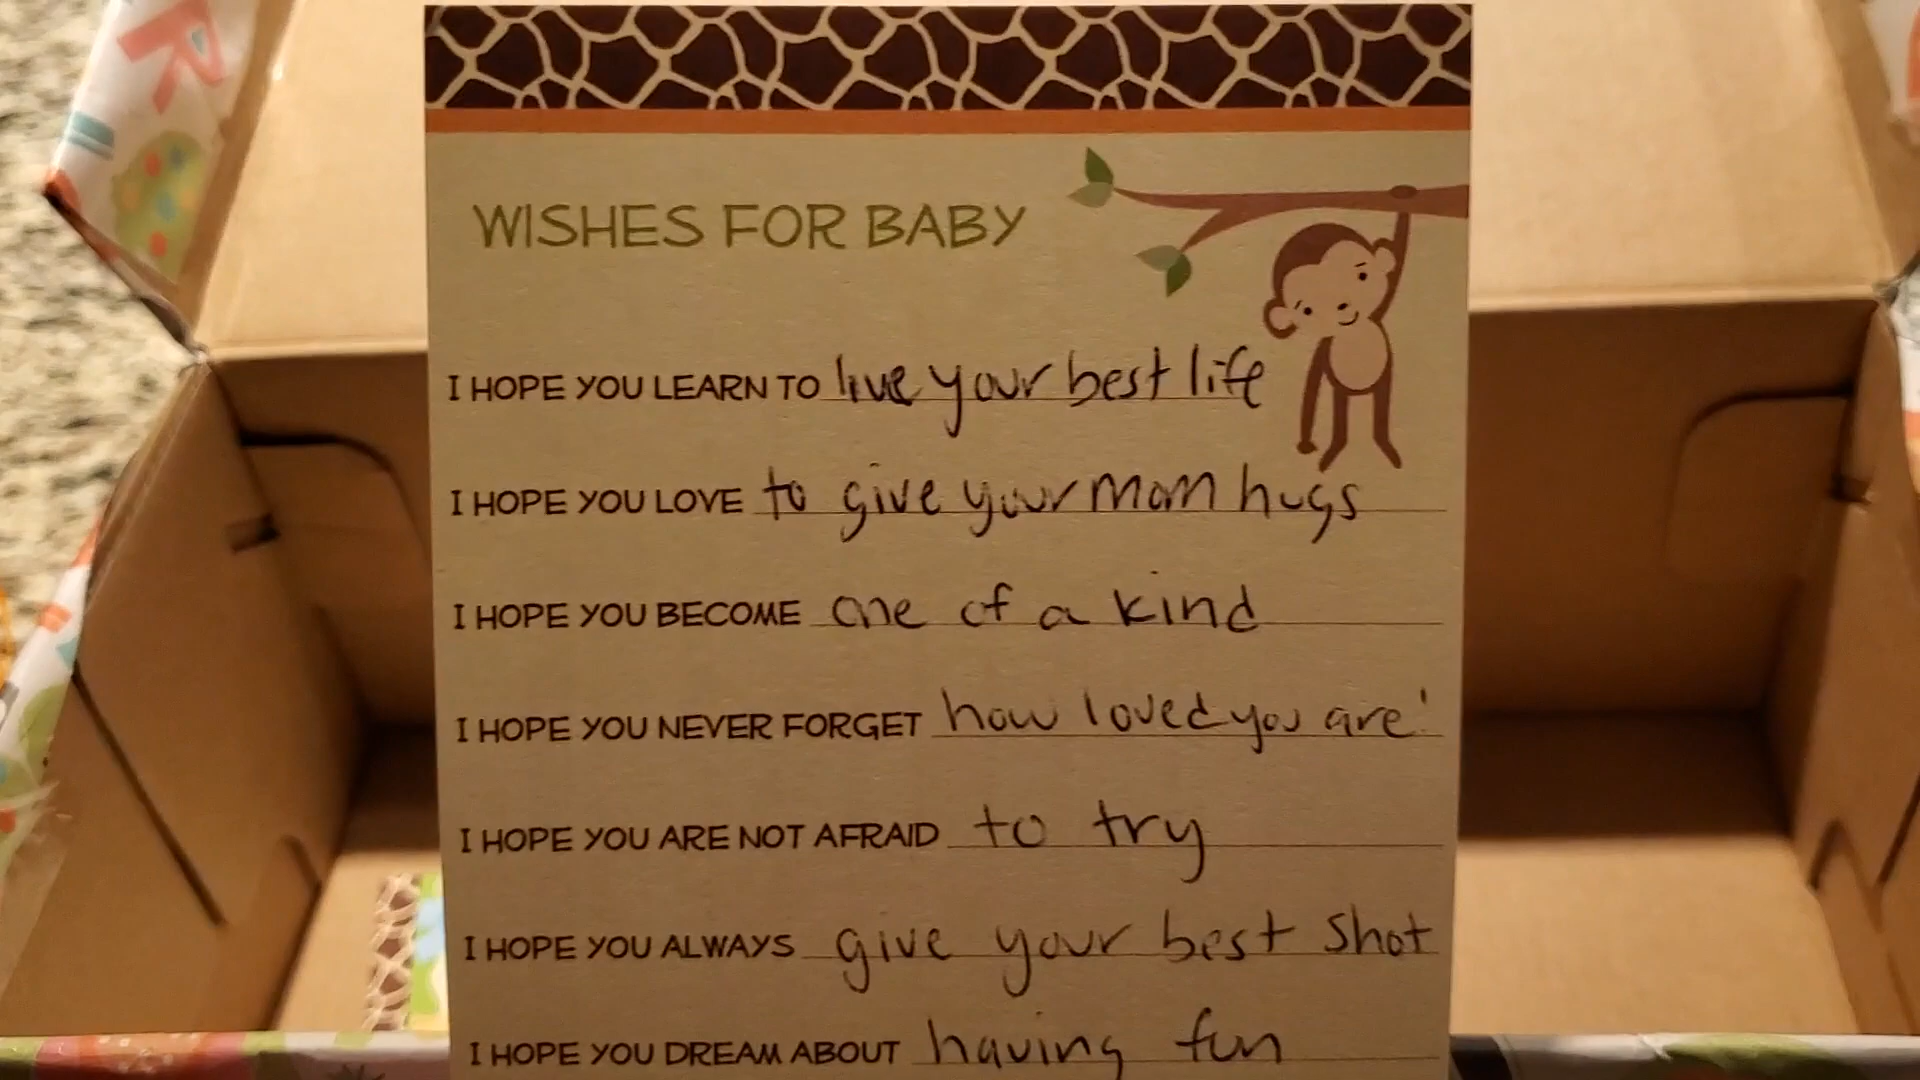 WISHES FOR BABY
I HOPE YOU LEARN TO live your best life
I HOPE YOU LOVE to give your mom hugs
I HOPE YOU BECOME one of a kind
I HOPE YOU NEVER FORGET how loved you are!
I HOPE YOU ARE NOT AFRAID to try
I HOPE YOU ALWAYS give your best shot
I HOPE YOU DREAM ABOUT having fun